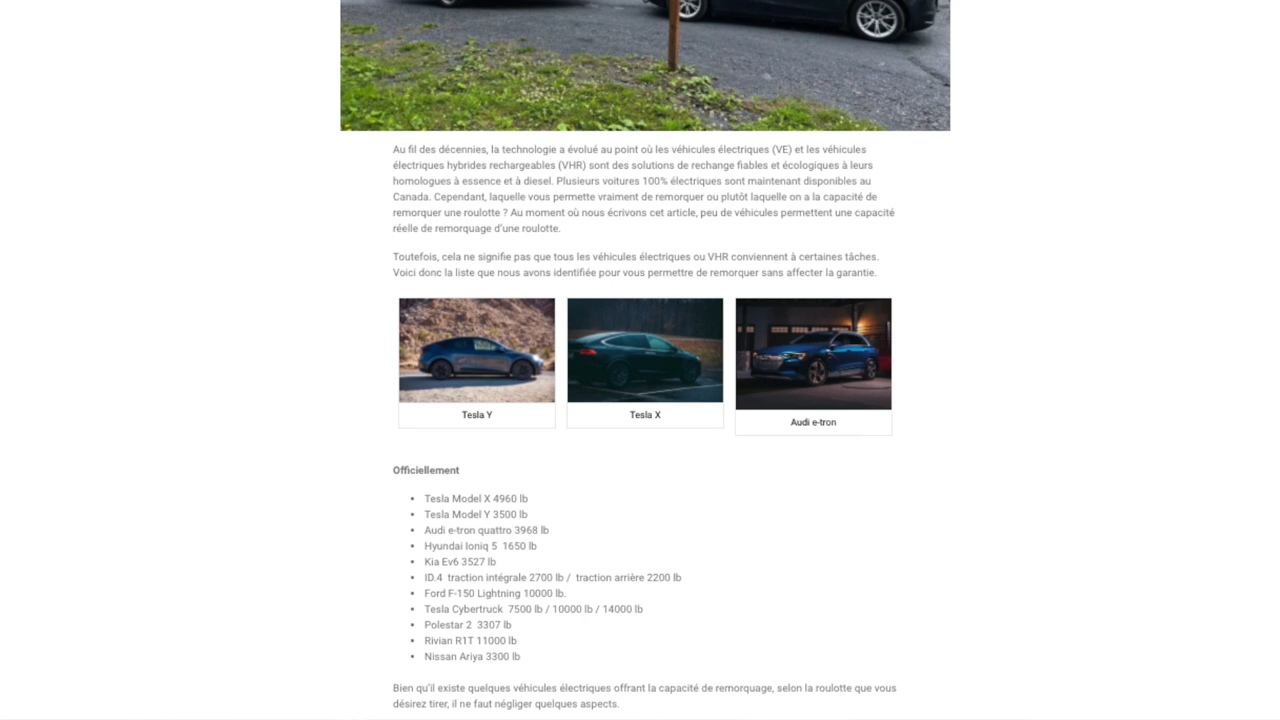 Au fil des décennies, la technologie a évolué au point où les véhicules électriques (VE) et les véhicules
électriques hybrides rechargeables (VHR) sont des solutions de rechange fiables et écologiques à leurs
homologues à essence et à diesel. Plusieurs voitures 100% électriques sont maintenant disponibles au
Canada. Cependant, laquelle vous permette vraiment de remorquer ou plutôt laquelle on a la capacité de
remorquer une roulotte ? Au moment où nous écrivons cet article, peu de véhicules permettent une capacité
réelle de remorquage d'une roulotte.
Toutefois, cela ne signifie pas que tous les véhicules électriques ou VHR conviennent à certaines tâches.
Voici donc la liste que nous avons identifiée pour vous permettre de remorquer sans affecter la garantie.
Tesla Y
Tesla X
Audi e-tron
Officiellement
• Tesla Model X 4960 lb
• Tesla Model Y 3500 lb
• Audi e-tron quattro 3968 lb
• Hyundai Ioniq 5  1650 lb
• Kia Ev6 3527 lb
• ID.4  traction intégrale 2700 lb /  traction arrière 2200 lb
• Ford F-150 Lightning 10000 lb.
• Tesla Cybertruck  7500 lb / 10000 lb / 14000 lb
• Polestar 2  3307 lb
• Rivian R1T 11000 lb
• Nissan Ariya 3300 lb
Bien qu'il existe quelques véhicules électriques offrant la capacité de remorquage, selon la roulotte que vous
désirez tirer, il ne faut négliger quelques aspects.